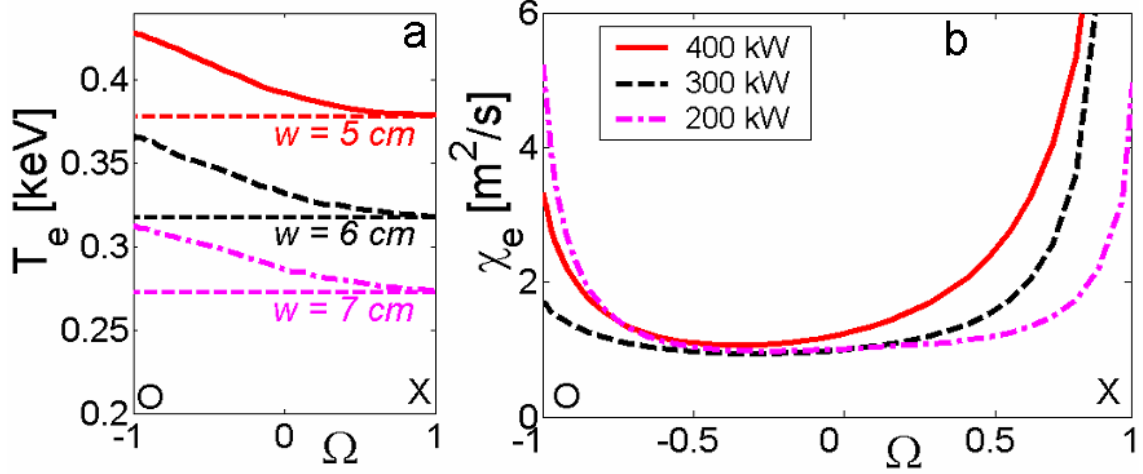 a
T_e [keV]
0.4
0.35
0.3
0.25
0.2
w = 5 cm
w = 6 cm
w = 7 cm
O
X
-1
0
1
Ω
b
χ_e [m²/s]
6
4
2
0
400 kW
300 kW
200 kW
O
X
-1
-0.5
0
0.5
1
Ω